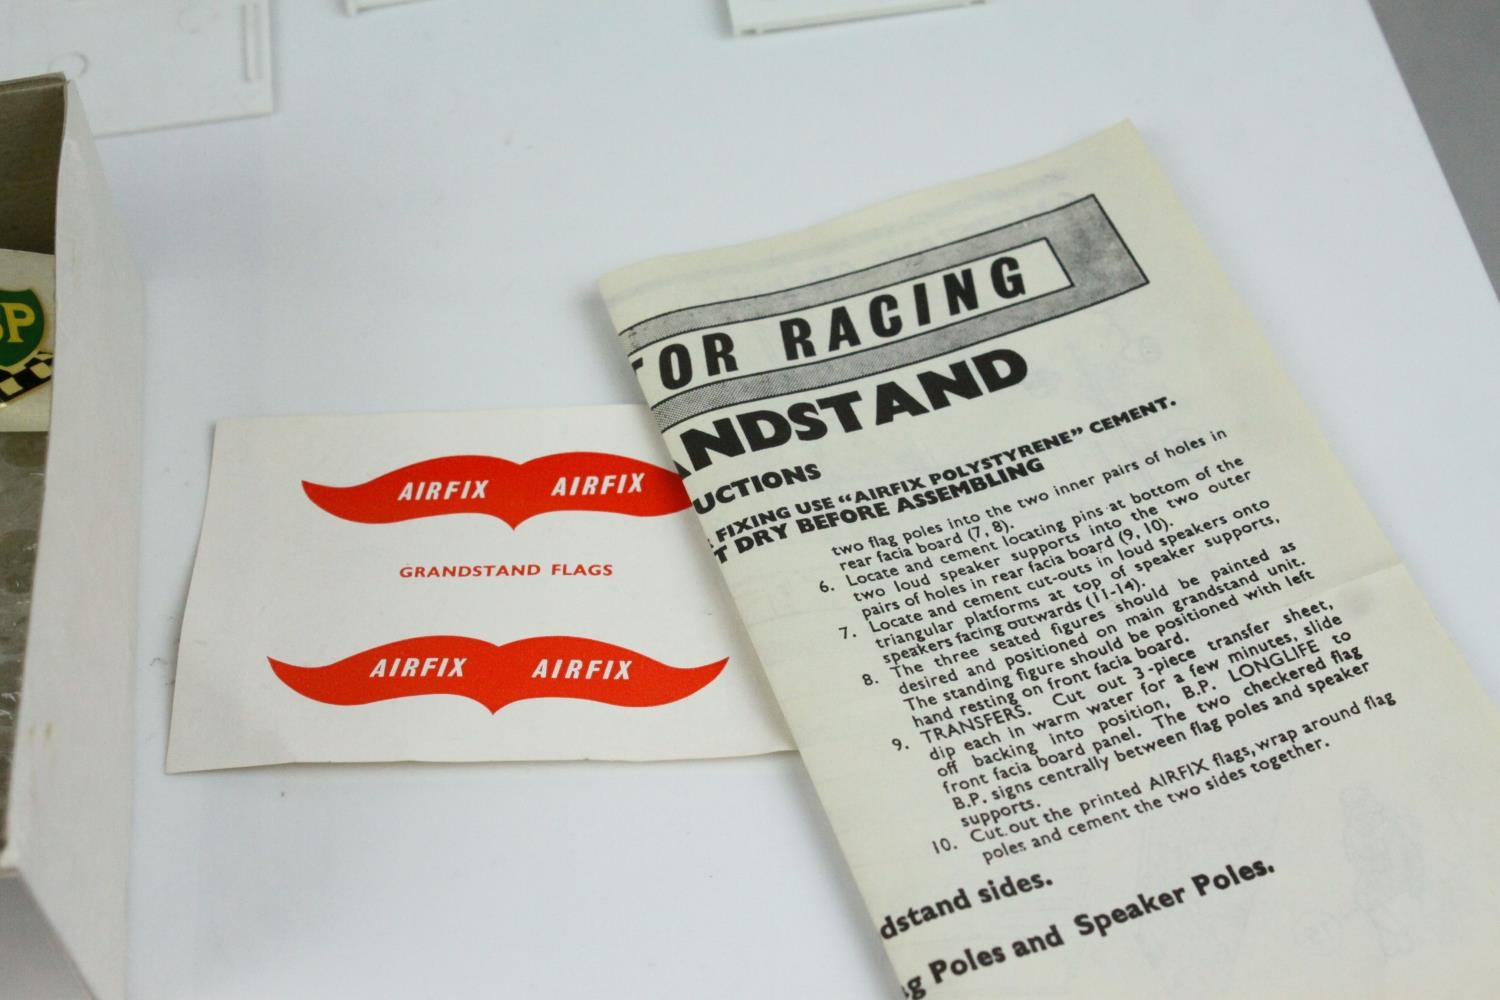 BP
AIRFIX AIRFIX
GRANDSTAND FLAGS
AIRFIX AIRFIX
TOR RACING
ANDSTAND
UCTIONS
FIXING USE “AIRFIX POLYSTYRENE” CEMENT.
T DRY BEFORE ASSEMBLING
two flag poles into the two inner pairs of holes in
rear facia board (7, 8).
6. Locate and cement locating pins at bottom of the
two loud speaker supports into the two outer
pairs of holes in rear facia board (9, 10).
7. Locate and cement cut-outs in loud speakers onto
triangular platforms at top of speaker supports,
speakers facing outwards (11-14).
8. The three seated figures should be painted as
desired and positioned on main grandstand unit.
The standing figure should be positioned with left
hand resting on front facia board.
9. TRANSFERS. Cut out 3-piece transfer sheet,
dip each in warm water for a few minutes, slide
off backing into position, B.P. LONGLIFE to
front facia board panel. The two checkered flag
B.P. signs centrally between flag poles and speaker
supports.
10. Cut out the printed AIRFIX flags, wrap around flag
poles and cement the two sides together.
dstand sides.
ag Poles and Speaker Poles.